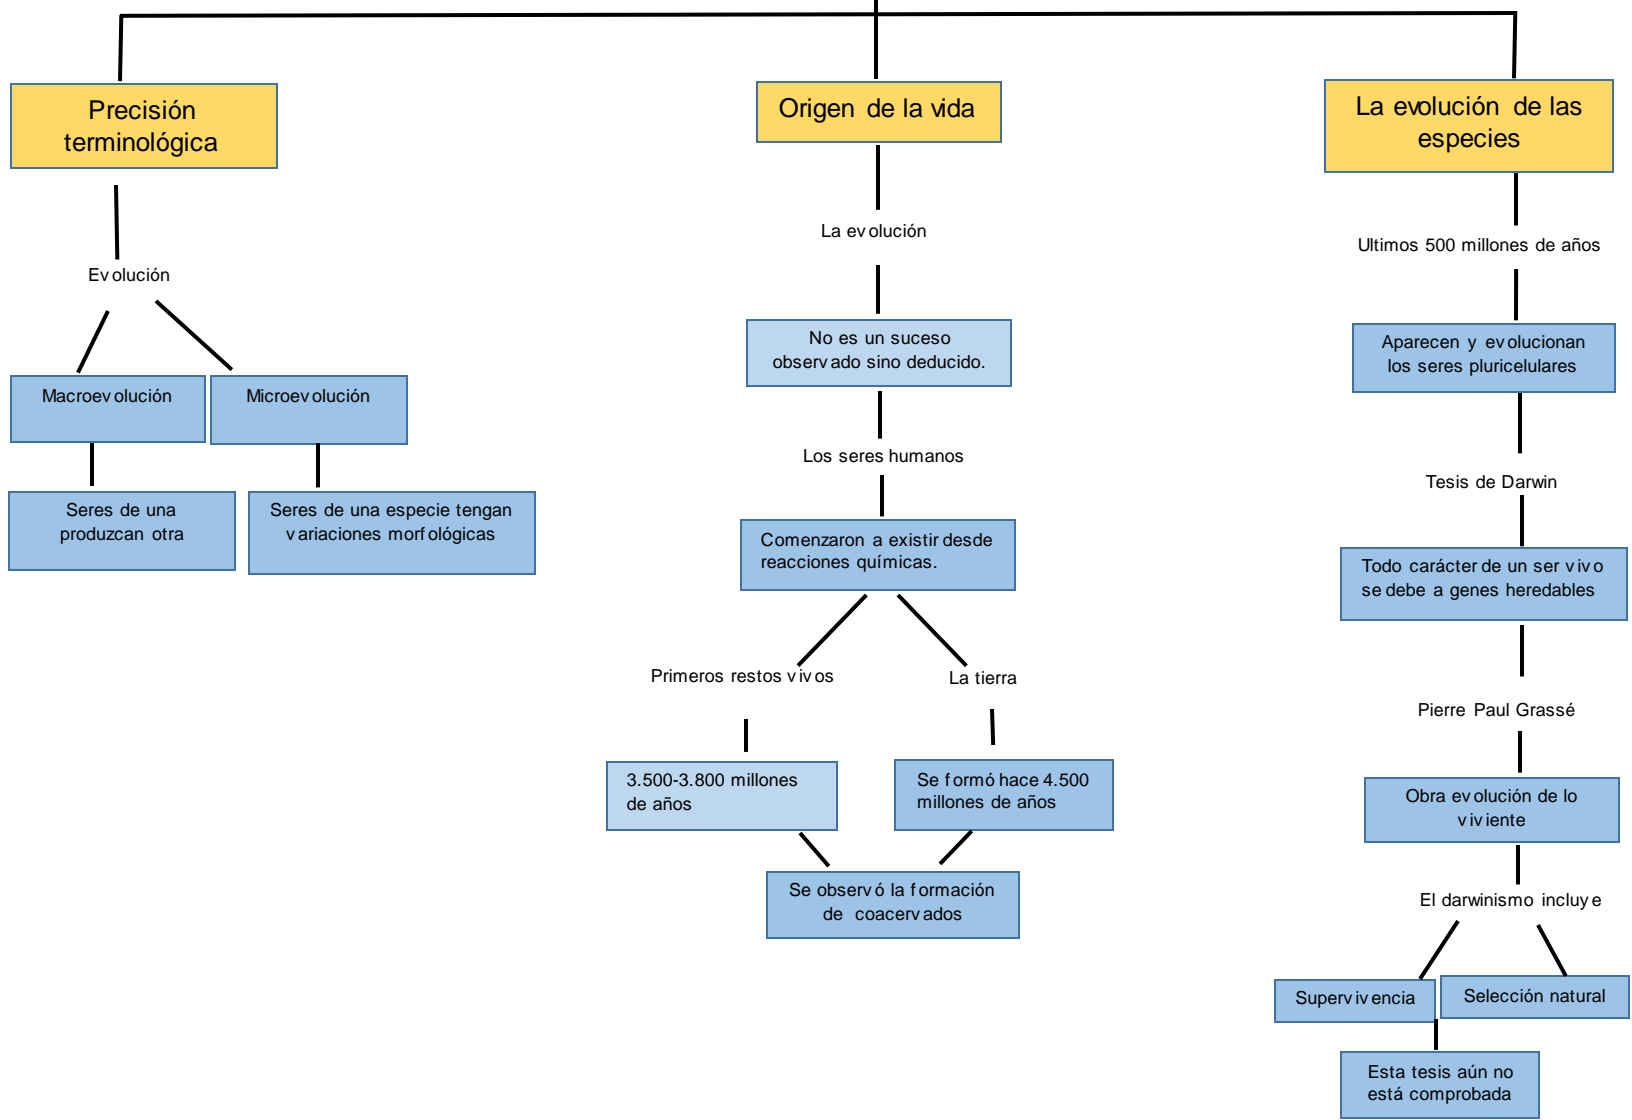 Precisión
terminológica
Evolución
Macroevolución
Microevolución
Seres de una
produzcan otra
Seres de una especie tengan
variaciones morfológicas
Origen de la vida
La evolución
No es un suceso
observado sino deducido.
Los seres humanos
Comenzaron a existir desde
reacciones químicas.
Primeros restos vivos
La tierra
3.500-3.800 millones
de años
Se formó hace 4.500
millones de años
Se observó la formación
de coacervados
La evolución de las
especies
Ultimos 500 millones de años
Aparecen y evolucionan
los seres pluricelulares
Tesis de Darwin
Todo carácter de un ser vivo
se debe a genes heredables
Pierre Paul Grassé
Obra evolución de lo
viviente
El darwinismo incluye
Supervivencia
Selección natural
Esta tesis aún no
está comprobada